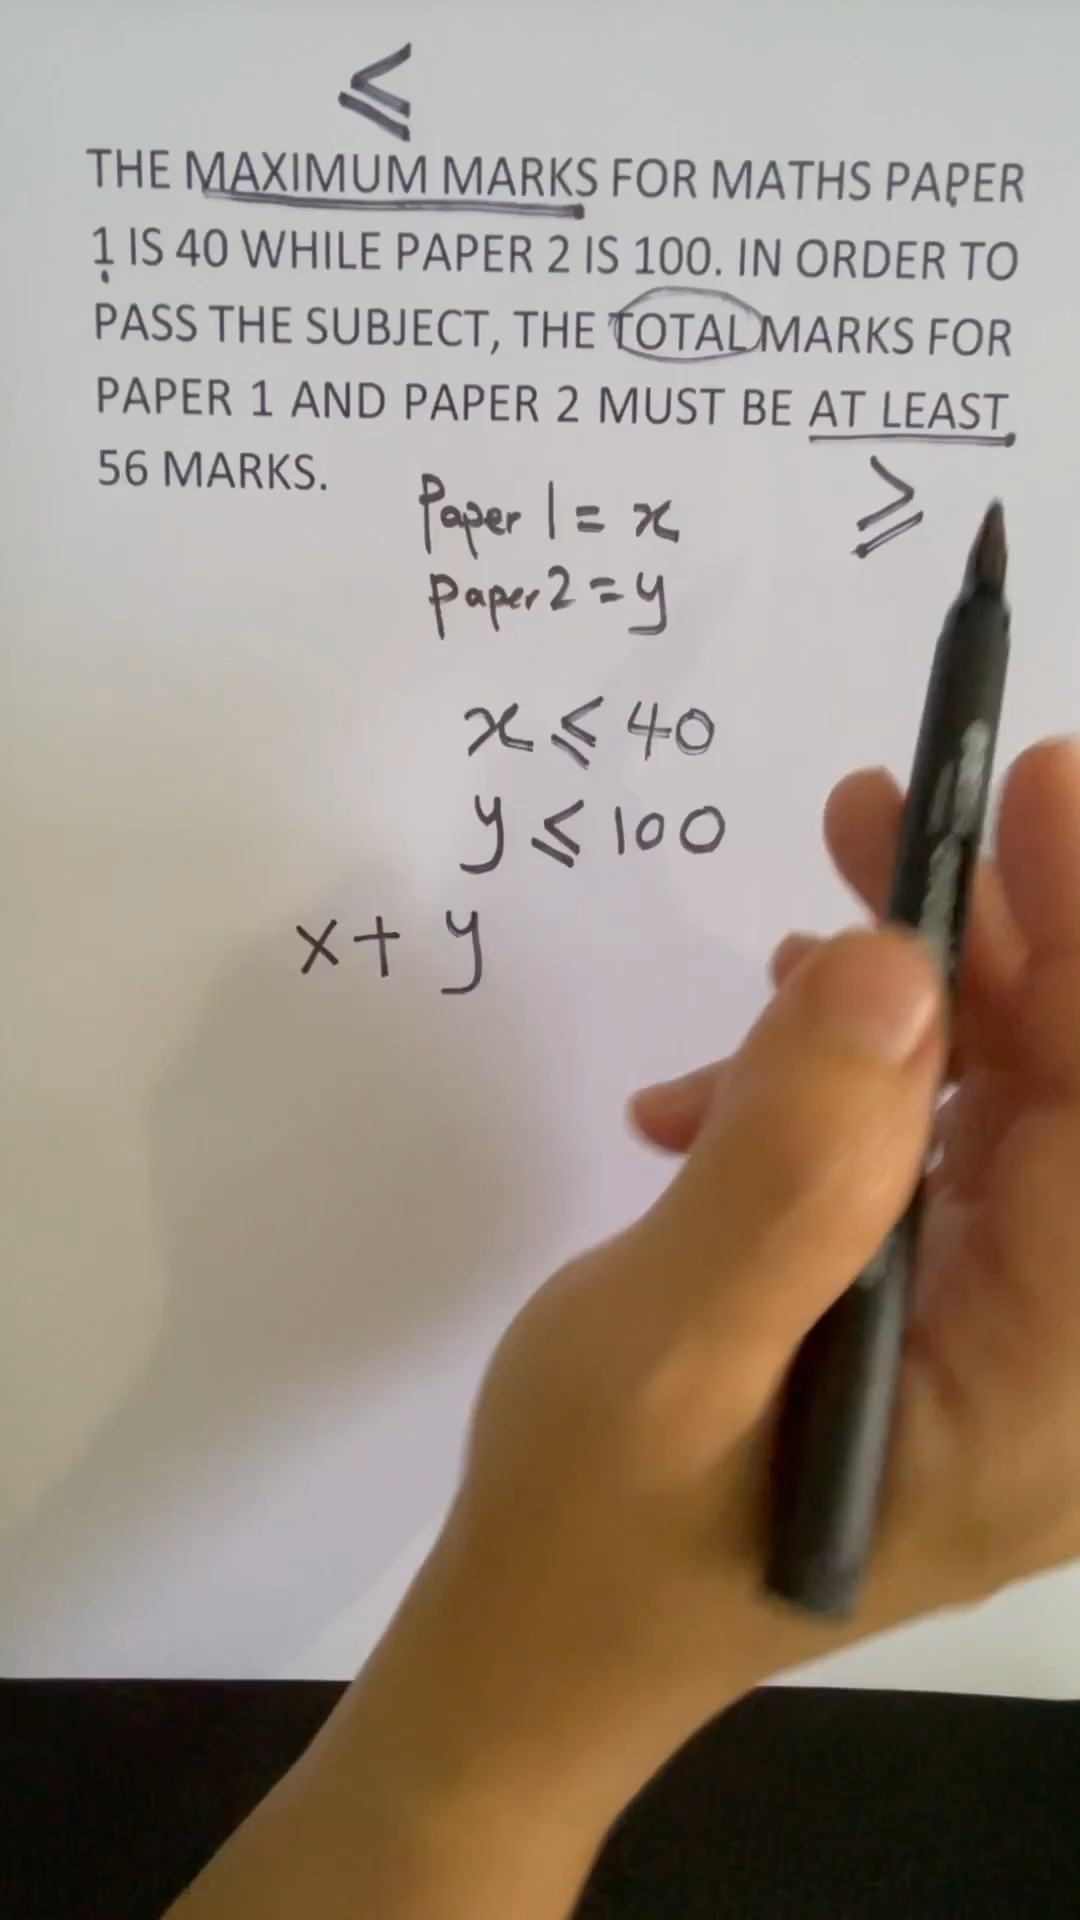 ≤
THE MAXIMUM MARKS FOR MATHS PAPER
1 IS 40 WHILE PAPER 2 IS 100. IN ORDER TO
PASS THE SUBJECT, THE TOTAL MARKS FOR
PAPER 1 AND PAPER 2 MUST BE AT LEAST
56 MARKS.
≥
Paper 1 = x
Paper 2 = y
x ≤ 40
y ≤ 100
x + y